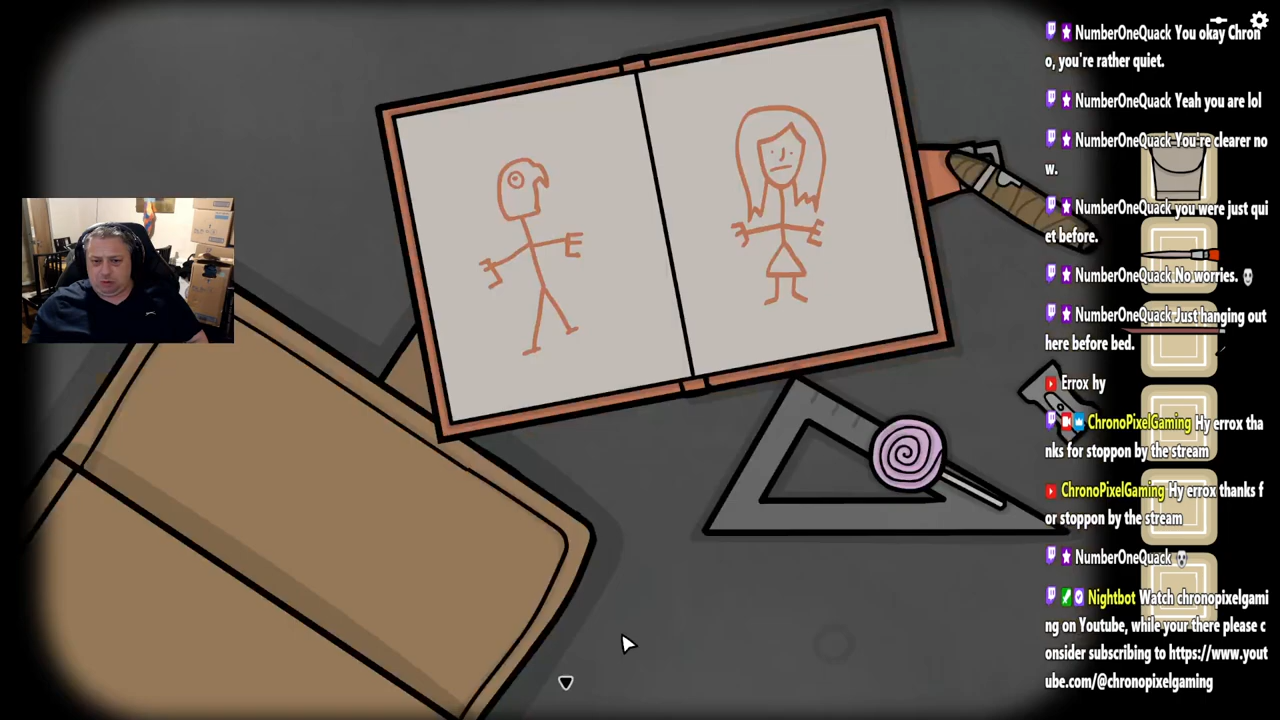 NumberOneQuack You okay Chron
o, you're rather quiet.
NumberOneQuack Yeah you are lol
NumberOneQuack You're clearer no
w.
NumberOneQuack you were just qui
et before.
NumberOneQuack No worries.
NumberOneQuack Just hanging out
here before bed.
Errox hy
ChronoPixelGaming Hy errox tha
nks for stoppon by the stream
ChronoPixelGaming Hy errox thanks f
or stoppon by the stream
NumberOneQuack
Nightbot Watch chronopixelgami
ng on Youtube, while your there please c
onsider subscribing to https://www.yout
ube.com/@chronopixelgaming